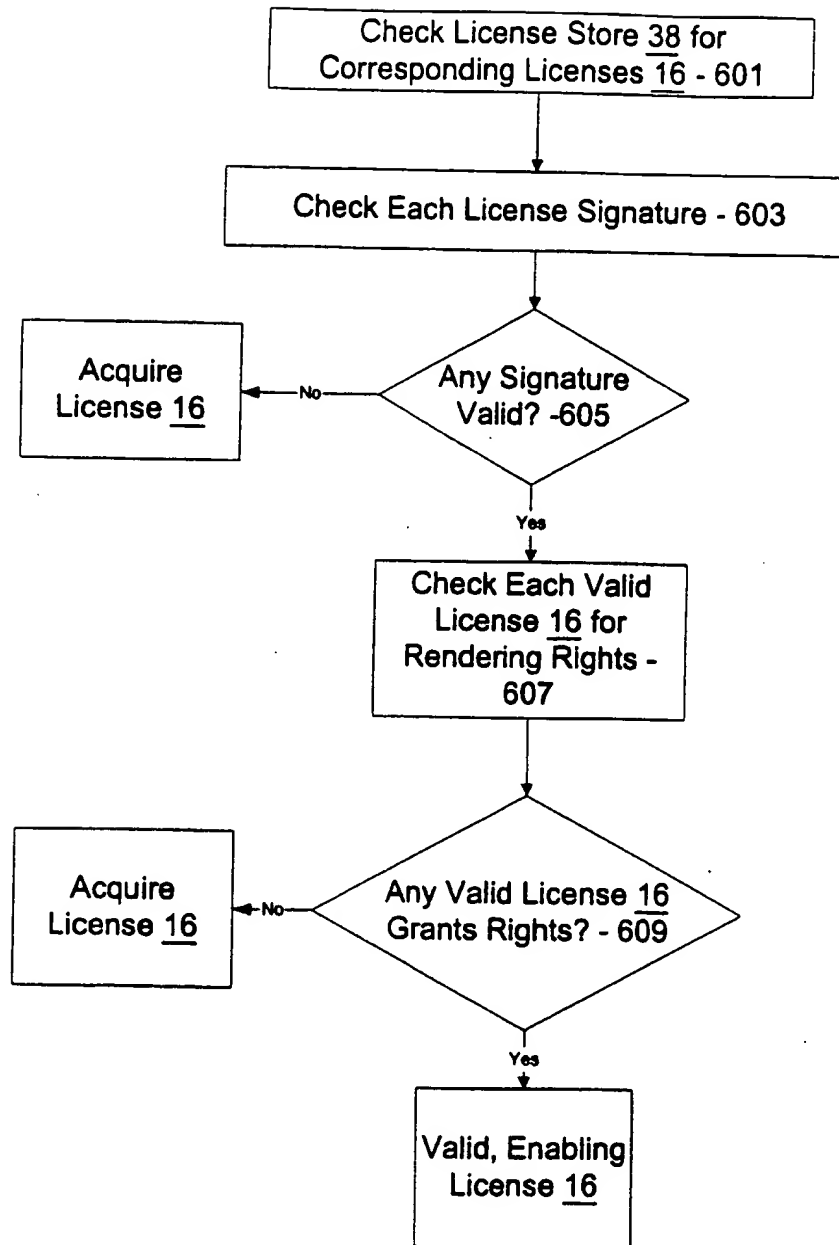 Check License Store 38 for
Corresponding Licenses 16 - 601
Check Each License Signature - 603
Acquire
License 16
No
Any Signature
Valid? -605
Yes
Check Each Valid
License 16 for
Rendering Rights -
607
Acquire
License 16
No
Any Valid License 16
Grants Rights? - 609
Yes
Valid, Enabling
License 16